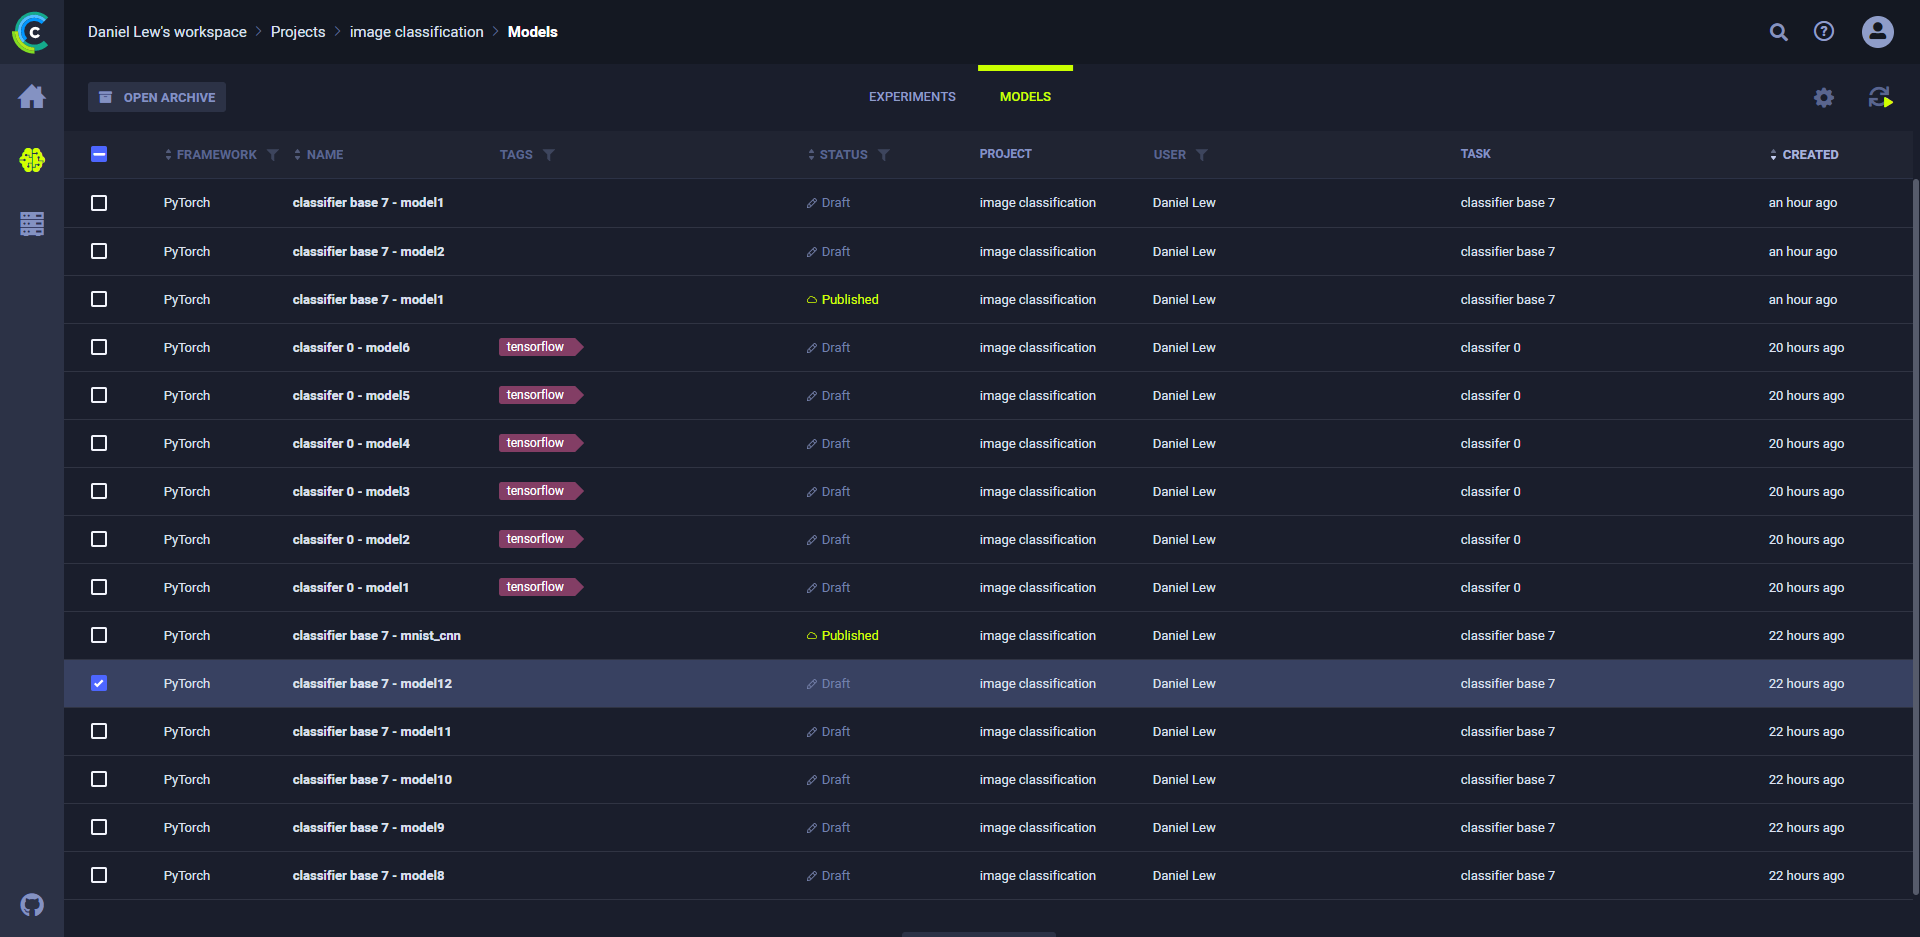 Daniel Lew's workspace > Projects > image classification > Models
OPEN ARCHIVE EXPERIMENTS MODELS
FRAMEWORK NAME TAGS STATUS PROJECT USER TASK CREATED
PyTorch classifier base 7 - model1 Draft image classification Daniel Lew classifier base 7 an hour ago
PyTorch classifier base 7 - model2 Draft image classification Daniel Lew classifier base 7 an hour ago
PyTorch classifier base 7 - model1 Published image classification Daniel Lew classifier base 7 an hour ago
PyTorch classifer 0 - model6 tensorflow Draft image classification Daniel Lew classifer 0 20 hours ago
PyTorch classifer 0 - model5 tensorflow Draft image classification Daniel Lew classifer 0 20 hours ago
PyTorch classifer 0 - model4 tensorflow Draft image classification Daniel Lew classifer 0 20 hours ago
PyTorch classifer 0 - model3 tensorflow Draft image classification Daniel Lew classifer 0 20 hours ago
PyTorch classifer 0 - model2 tensorflow Draft image classification Daniel Lew classifer 0 20 hours ago
PyTorch classifer 0 - model1 tensorflow Draft image classification Daniel Lew classifer 0 20 hours ago
PyTorch classifier base 7 - mnist_cnn Published image classification Daniel Lew classifier base 7 22 hours ago
PyTorch classifier base 7 - model12 Draft image classification Daniel Lew classifier base 7 22 hours ago
PyTorch classifier base 7 - model11 Draft image classification Daniel Lew classifier base 7 22 hours ago
PyTorch classifier base 7 - model10 Draft image classification Daniel Lew classifier base 7 22 hours ago
PyTorch classifier base 7 - model9 Draft image classification Daniel Lew classifier base 7 22 hours ago
PyTorch classifier base 7 - model8 Draft image classification Daniel Lew classifier base 7 22 hours ago